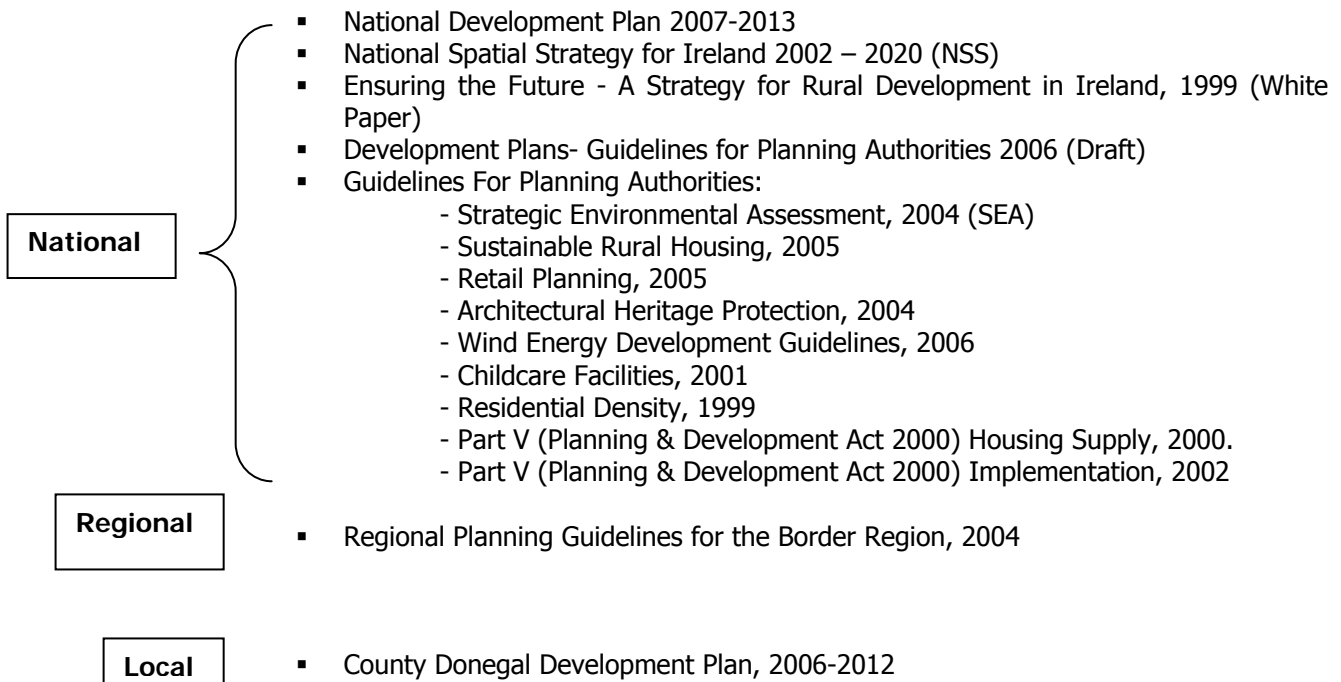 ▪ National Development Plan 2007-2013
▪ National Spatial Strategy for Ireland 2002 – 2020 (NSS)
▪ Ensuring the Future - A Strategy for Rural Development in Ireland, 1999 (White
Paper)
▪ Development Plans- Guidelines for Planning Authorities 2006 (Draft)
▪ Guidelines For Planning Authorities:
- Strategic Environmental Assessment, 2004 (SEA)
National
- Sustainable Rural Housing, 2005
- Retail Planning, 2005
- Architectural Heritage Protection, 2004
- Wind Energy Development Guidelines, 2006
- Childcare Facilities, 2001
- Residential Density, 1999
- Part V (Planning & Development Act 2000) Housing Supply, 2000.
- Part V (Planning & Development Act 2000) Implementation, 2002
Regional
▪ Regional Planning Guidelines for the Border Region, 2004
Local
▪ County Donegal Development Plan, 2006-2012